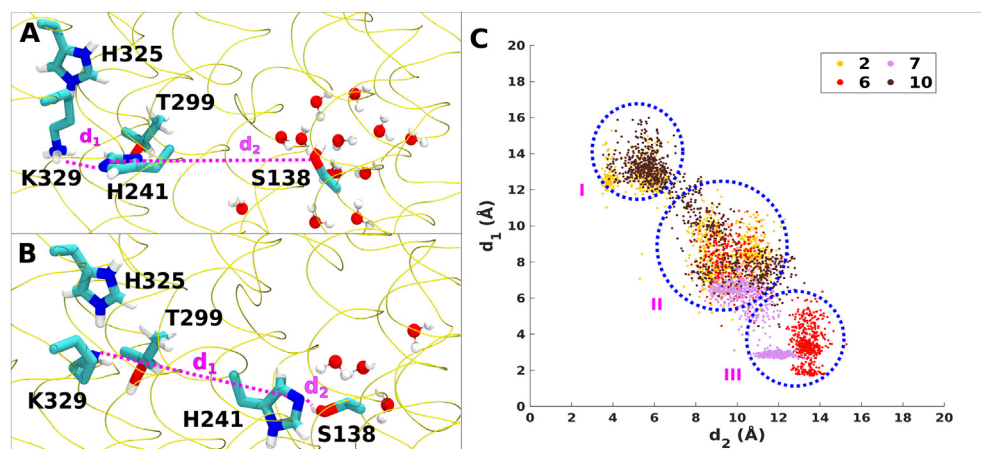 A
H325
T299
d1
d2
K329
H241
S138
B
H325
T299
d1
K329
d2
H241
S138
C
20
18
16
14
12
10
8
6
4
2
0
d1 (Å)
2 7
6 10
I
II
III
0 2 4 6 8 10 12 14 16 18 20
d2 (Å)